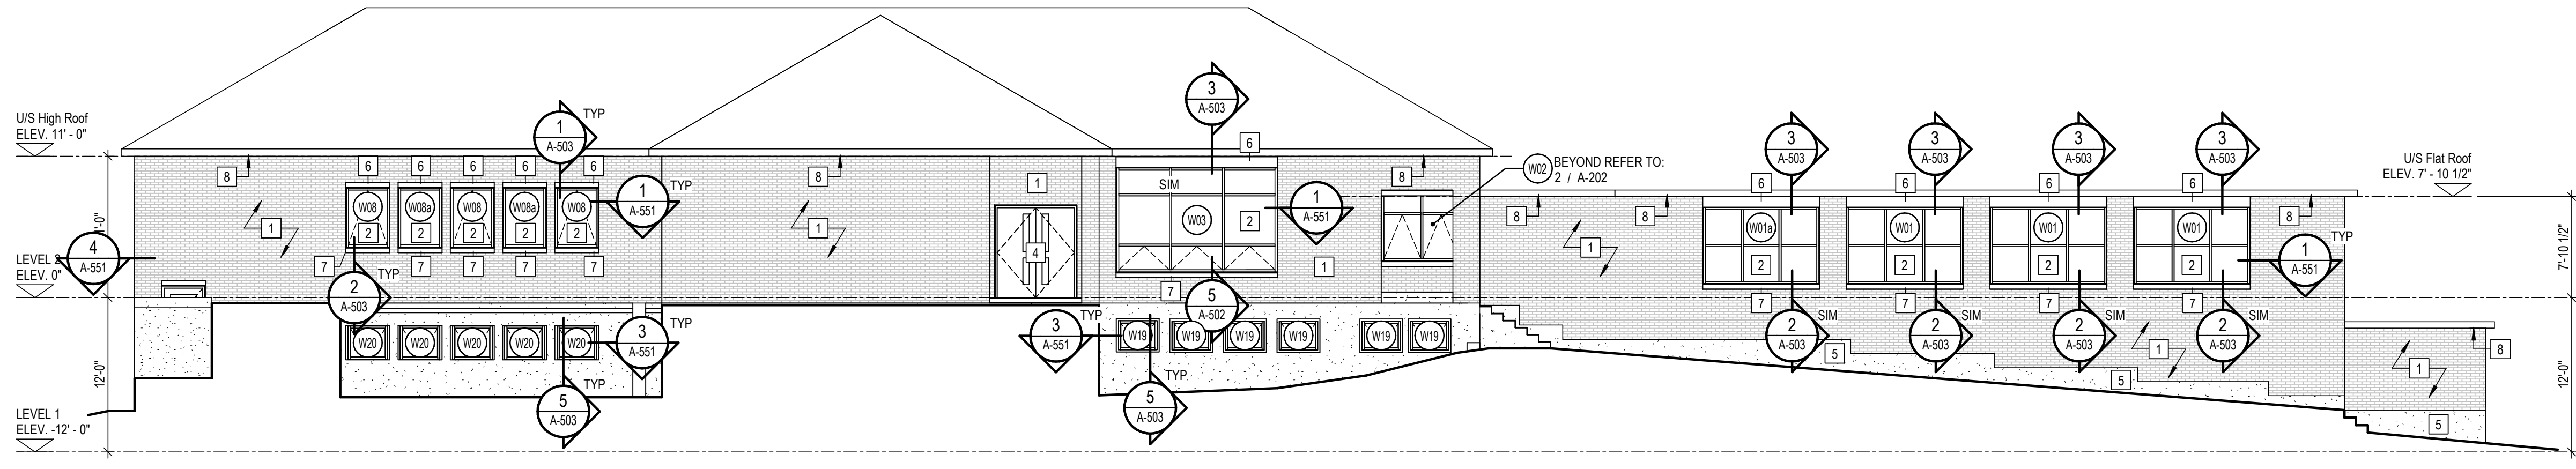 U/S High Roof
ELEV. 11' - 0"
LEVEL 2
ELEV. 0"
LEVEL 1
ELEV. -12' - 0"
12'-0"
4
A-551
8
1
6
6
6
6
6
W08
W08a
W08
W08a
W08
2
2
2
2
2
7
7
7
7
7
1
A-503
TYP
1
A-551
TYP
2
A-503
TYP
W20
W20
W20
W20
W20
3
A-551
TYP
5
A-503
TYP
8
1
1
4
3
A-503
SIM
6
W03
2
7
1
A-551
1
8
W02
BEYOND REFER TO:
2 / A-202
5
A-502
3
A-551
TYP
W19
W19
W19
W19
W19
W19
5
A-503
TYP
8
8
1
3
A-503
3
A-503
3
A-503
3
A-503
6
6
6
6
W01a
W01
W01
W01
2
2
2
2
7
7
7
7
2
A-503
SIM
2
A-503
SIM
2
A-503
SIM
2
A-503
SIM
8
1
A-551
TYP
5
1
5
1
8
5
U/S Flat Roof
ELEV. 7' - 10 1/2"
7'-10 1/2"
12'-0"